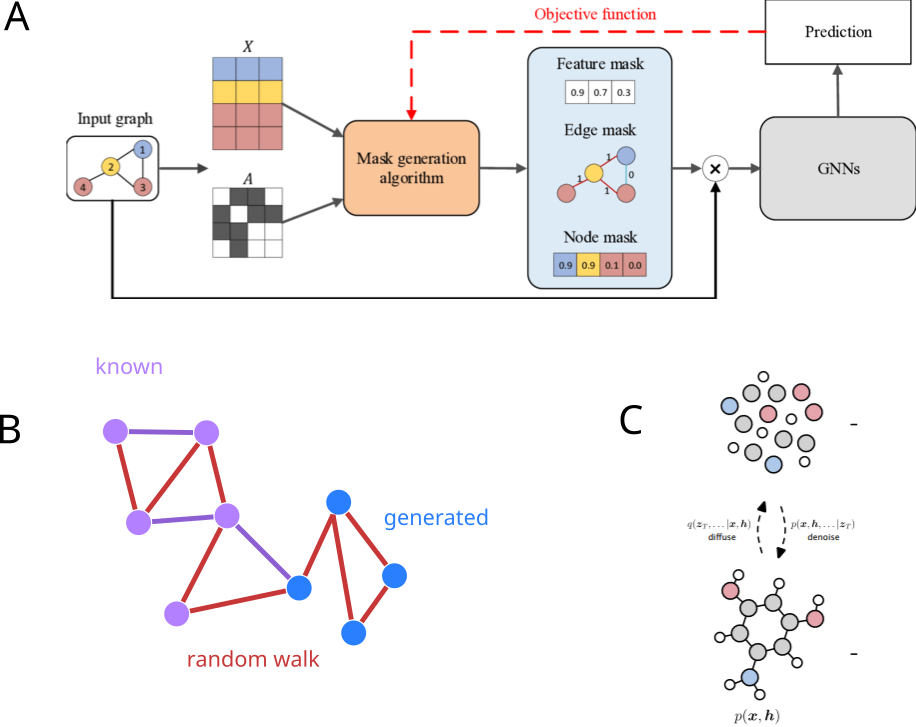 A
Objective function
Prediction
X
Feature mask
0.9 0.7 0.3
Input graph
Edge mask
1
2
4 3
Mask generation
algorithm
1
0
1
1
×
GNNs
A
Node mask
0.9 0.9 0.1 0.0
known
B
generated
random walk
C
q(z_T, ... | x, h)
diffuse
p(x, h, ... | z_T)
denoise
p(x, h)